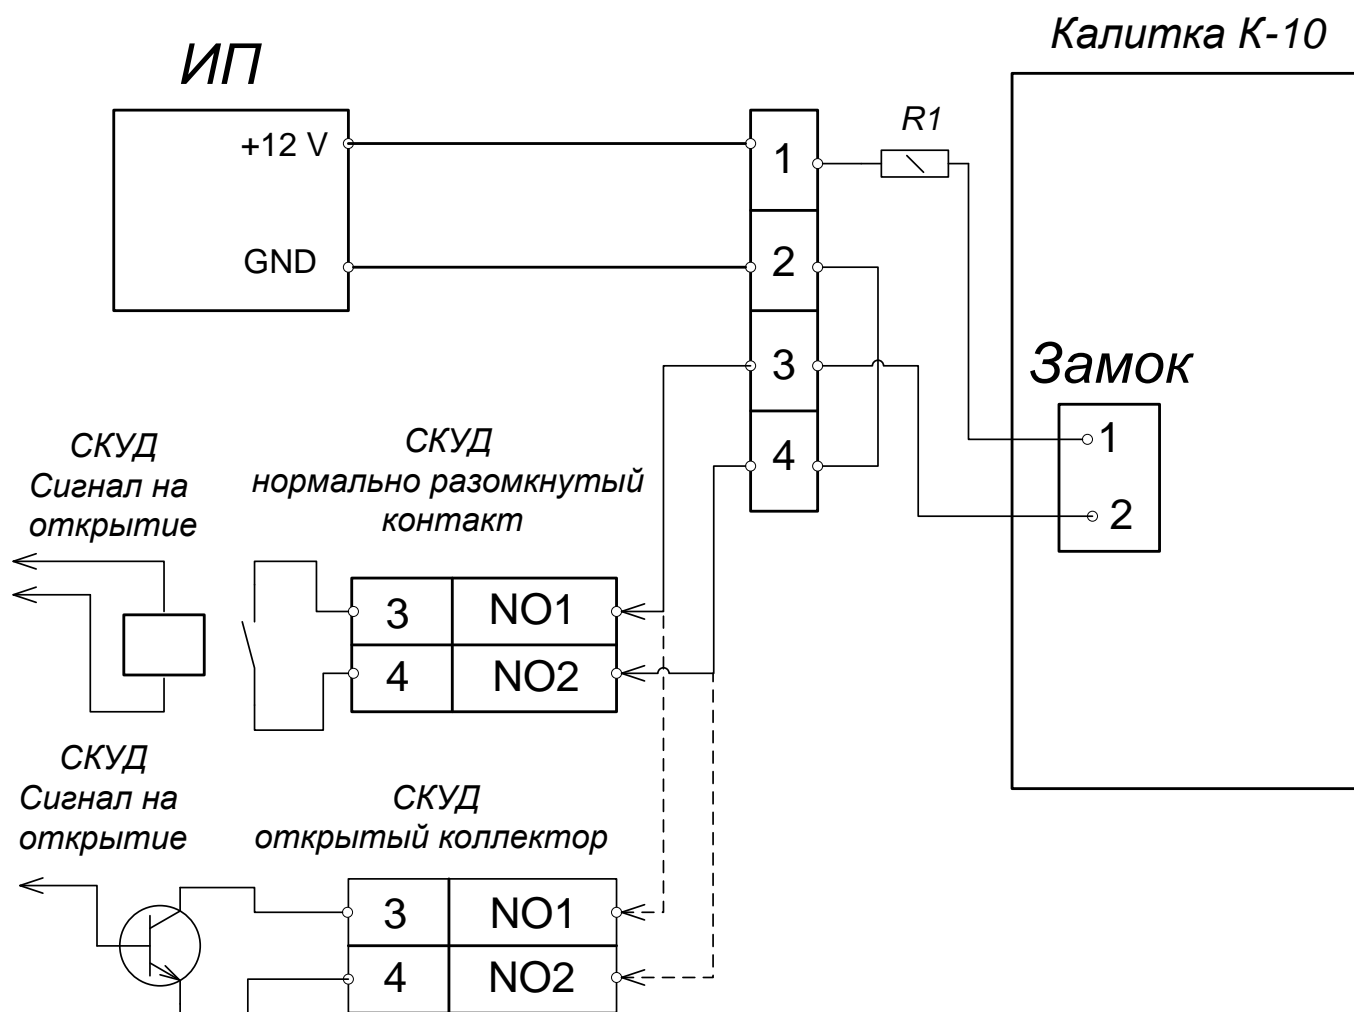 Калитка К-10
ИП
+12 V
GND
1
2
3
4
R1
Замок
1
2
СКУД
Сигнал на
открытие
СКУД
нормально разомкнутый
контакт
3 NO1
4 NO2
СКУД
Сигнал на
открытие
СКУД
открытый коллектор
3 NO1
4 NO2